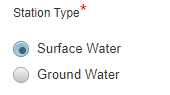 Station Type*
Surface Water
Ground Water